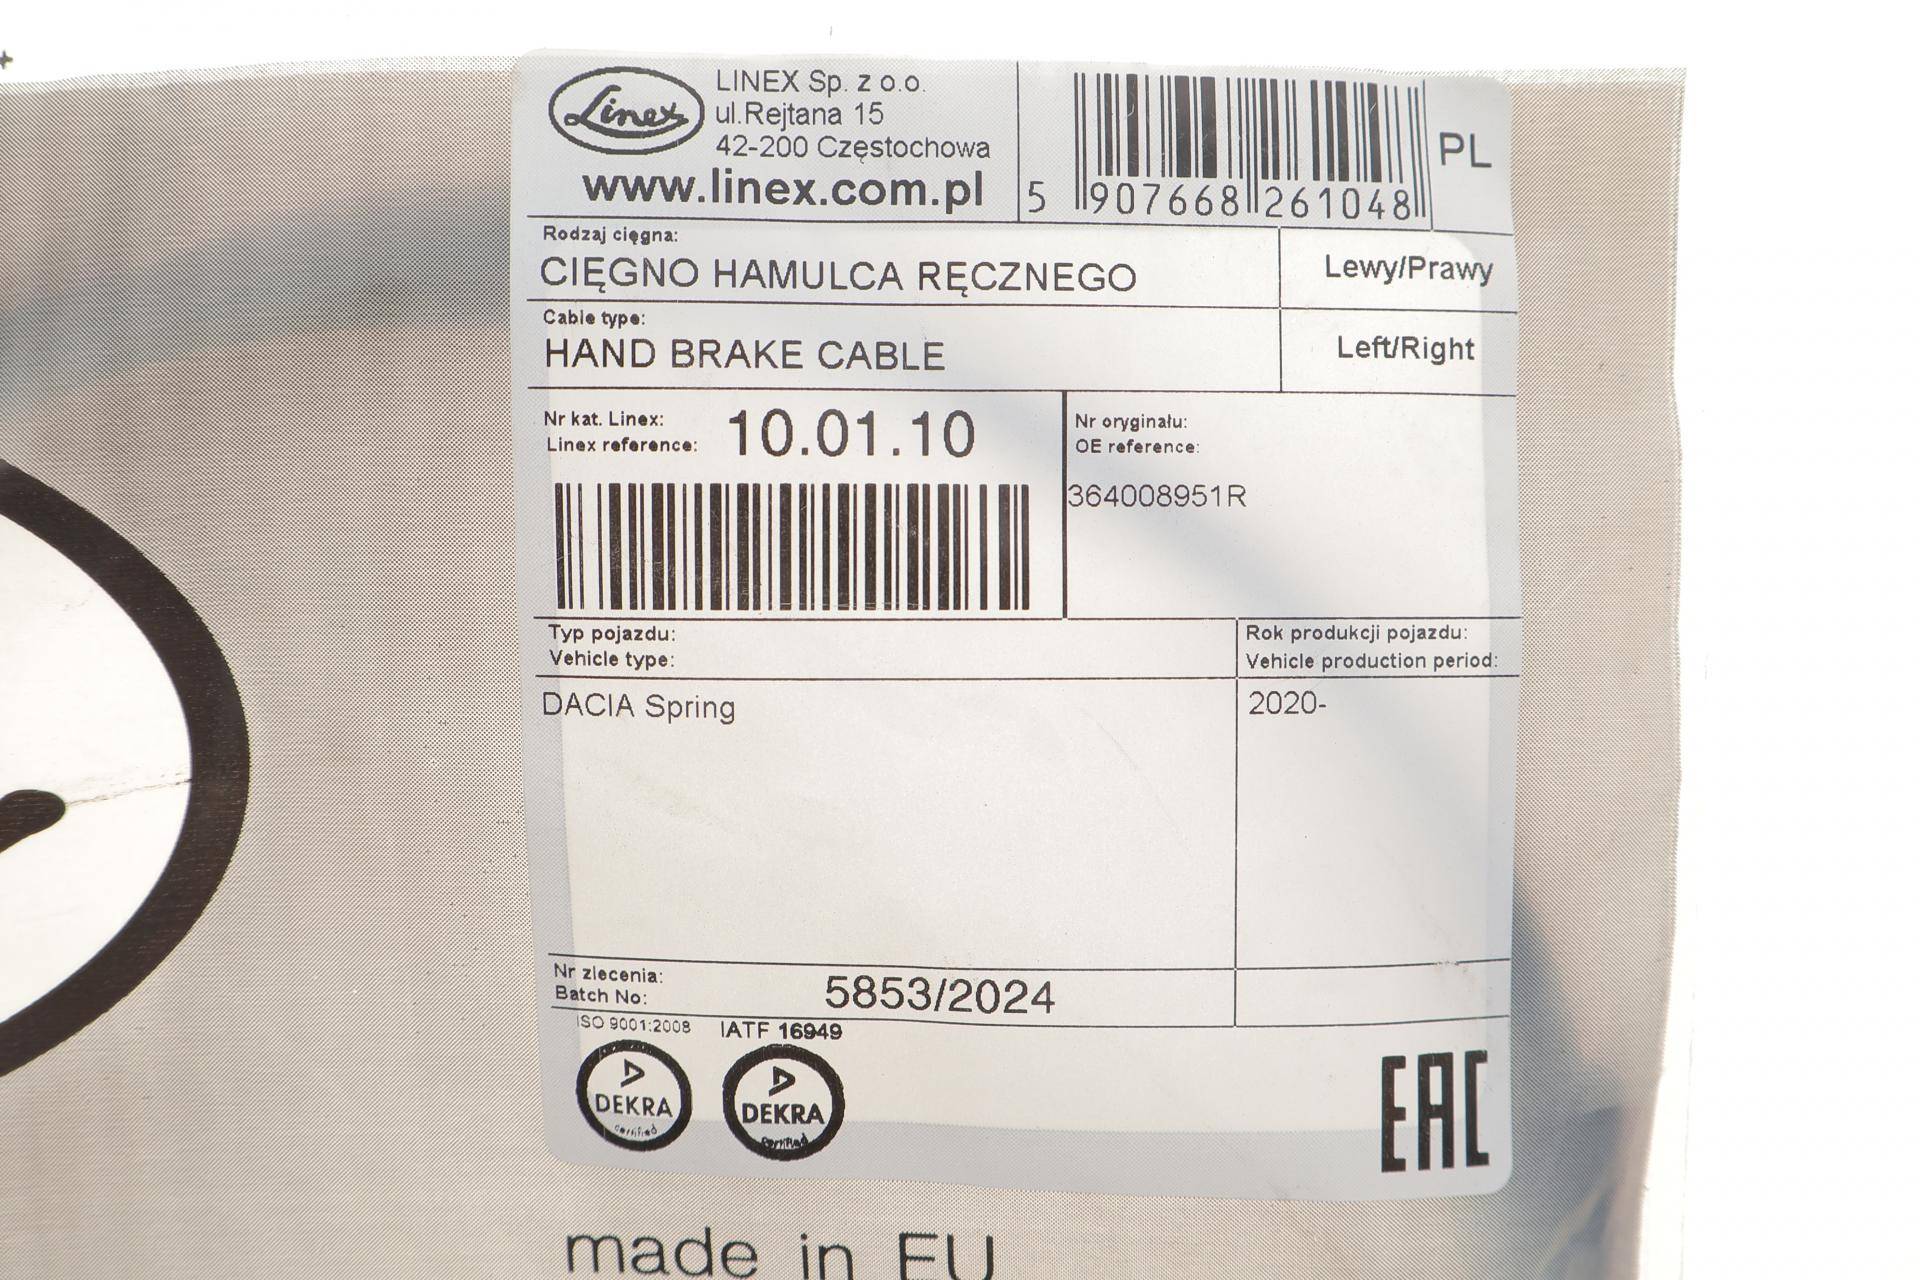 Linex
LINEX Sp. z o.o.
ul.Rejtana 15
42-200 Częstochowa
www.linex.com.pl
5 907668 261048
PL
Rodzaj cięgna:
CIĘGNO HAMULCA RĘCZNEGO
Lewy/Prawy
Cable type:
HAND BRAKE CABLE
Left/Right
Nr kat. Linex:
Linex reference:
10.01.10
Nr oryginału:
OE reference:
364008951R
Typ pojazdu:
Vehicle type:
Rok produkcji pojazdu:
Vehicle production period:
DACIA Spring
2020-
Nr zlecenia:
Batch No:
5853/2024
ISO 9001:2008
IATF 16949
DEKRA
certified
DEKRA
certified
EAC
made in EU